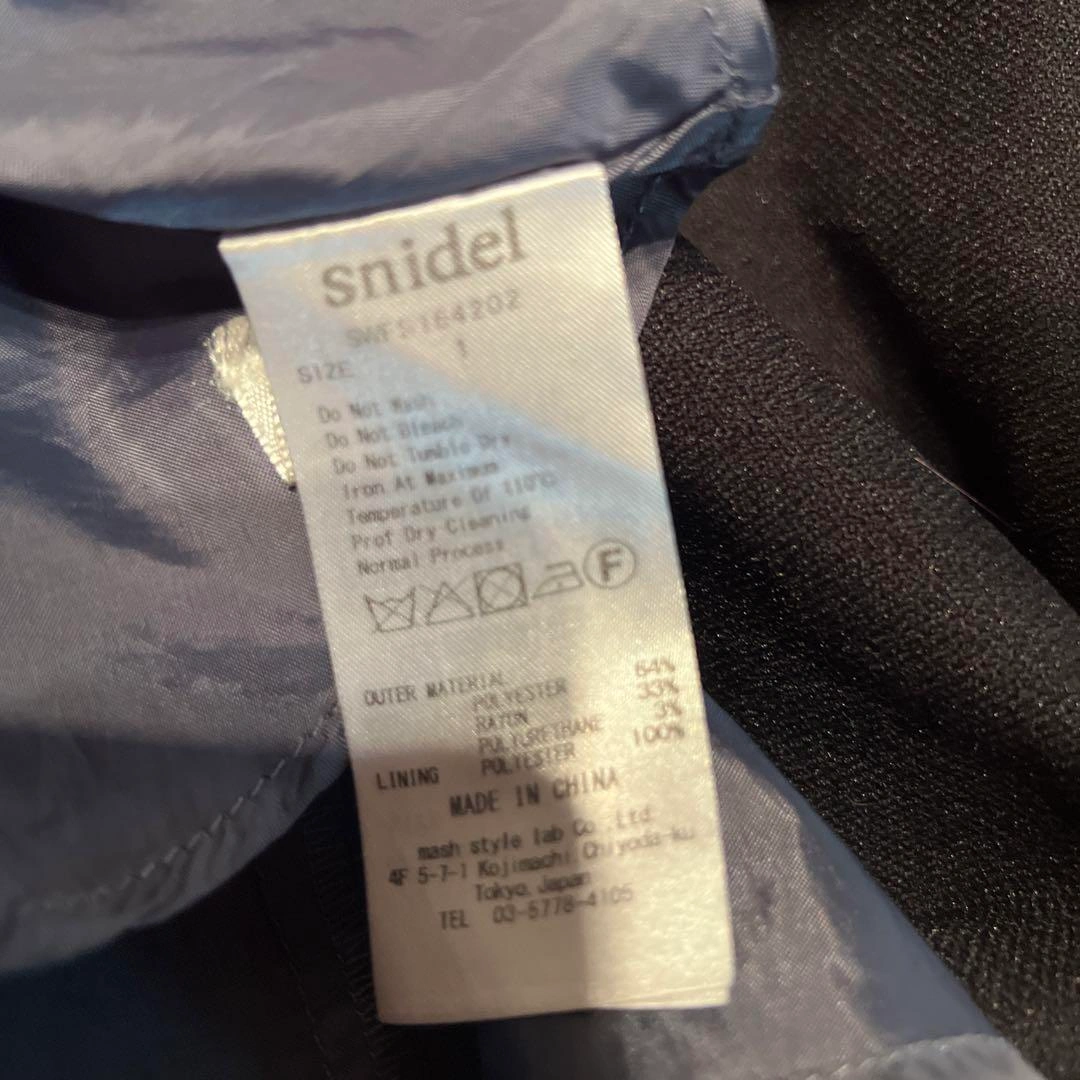 snidel
SWFS164202
SIZE 1
Do Not Wash
Do Not Bleach
Do Not Tumble Dry
Iron At Maximum
Temperature Of 110°C
Prof Dry Cleaning
Normal Process
F
OUTER MATERIAL
POLYESTER 64%
RAYON 33%
POLYURETHANE 3%
LINING POLYESTER 100%
MADE IN CHINA
mash style lab Co.,Ltd
4F 5-7-1 Kojimachi Chiyoda-ku
Tokyo Japan
TEL 03-5778-4105